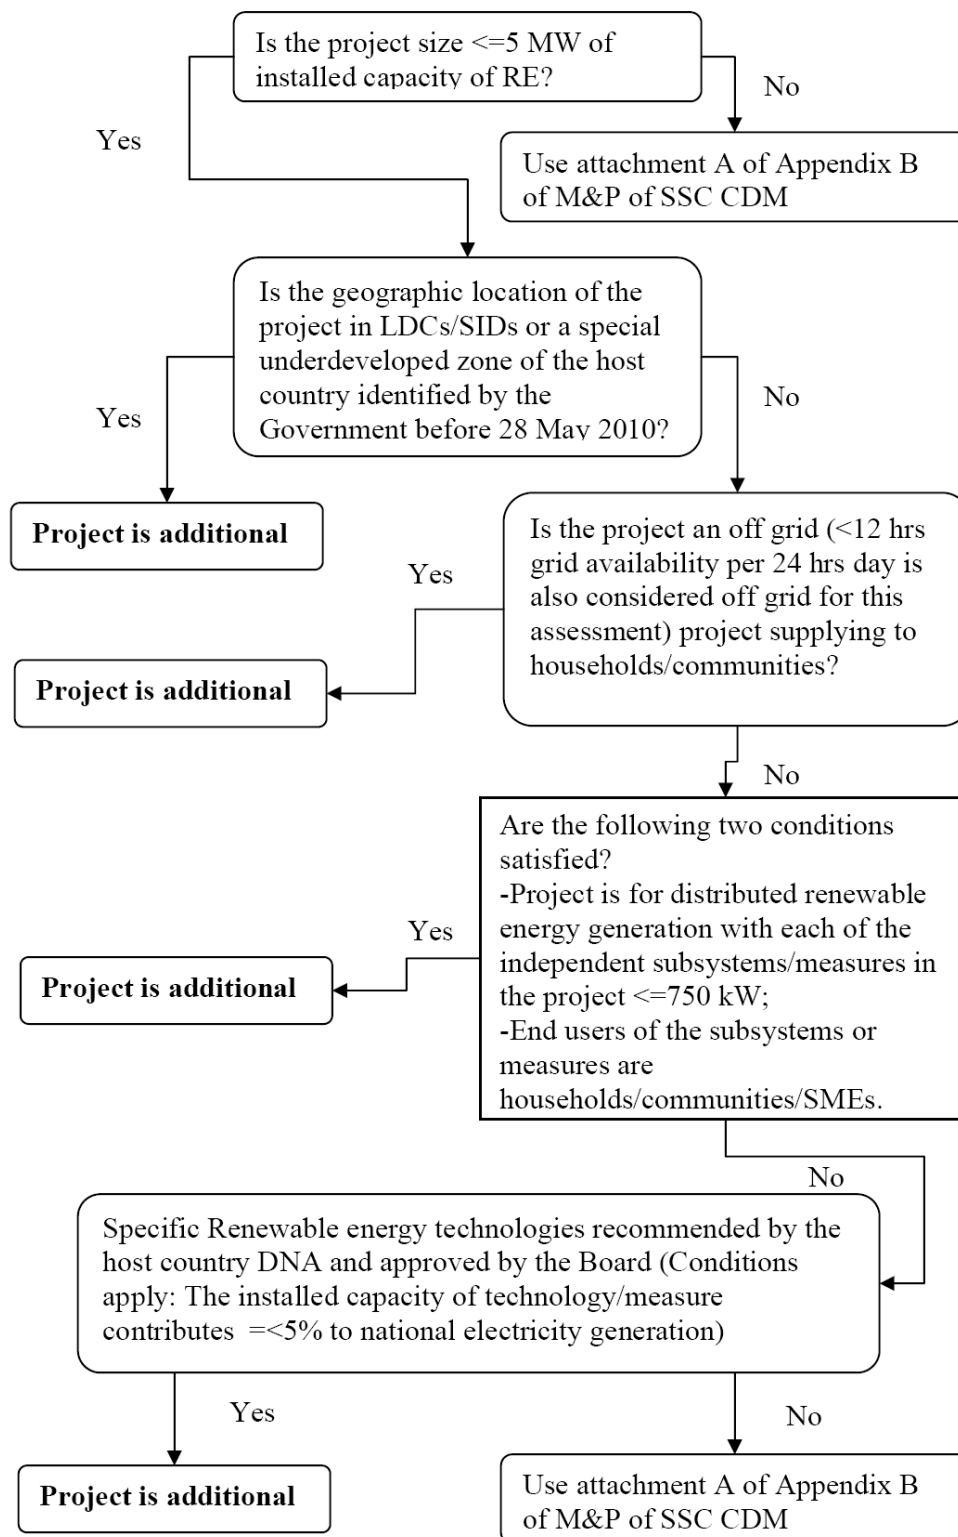 Is the project size <=5 MW of
installed capacity of RE?
No
Yes
Use attachment A of Appendix B
of M&P of SSC CDM
Is the geographic location of the
project in LDCs/SIDs or a special
underdeveloped zone of the host
country identified by the
Government before 28 May 2010?
Yes
No
Project is additional
Is the project an off grid (<12 hrs
grid availability per 24 hrs day is
also considered off grid for this
assessment) project supplying to
households/communities?
Yes
Project is additional
No
Are the following two conditions
satisfied?
-Project is for distributed renewable
energy generation with each of the
independent subsystems/measures in
the project <=750 kW;
-End users of the subsystems or
measures are
households/communities/SMEs.
Yes
Project is additional
No
Specific Renewable energy technologies recommended by the
host country DNA and approved by the Board (Conditions
apply: The installed capacity of technology/measure
contributes =<5% to national electricity generation)
Yes
No
Project is additional
Use attachment A of Appendix B
of M&P of SSC CDM